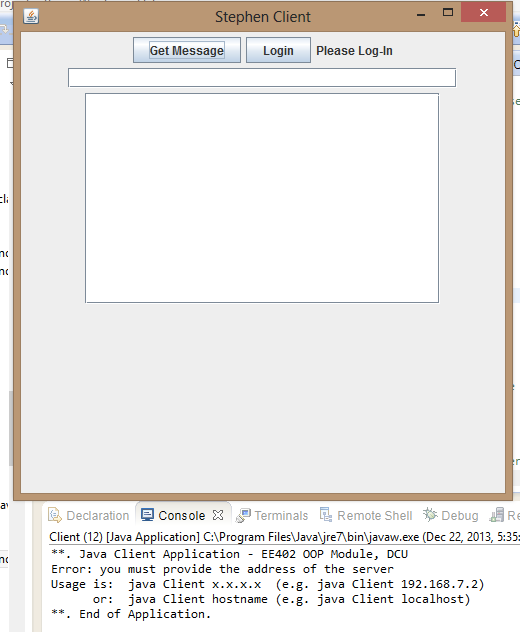 Stephen Client
Get Message
Login
Please Log-In
Declaration
Console
Terminals
Remote Shell
Debug
Client (12) [Java Application] C:\Program Files\Java\jre7\bin\javaw.exe (Dec 22, 2013, 5:35:
**. Java Client Application - EE402 OOP Module, DCU
Error: you must provide the address of the server
Usage is:  java Client x.x.x.x  (e.g. java Client 192.168.7.2)
      or:  java Client hostname (e.g. java Client localhost)
**. End of Application.